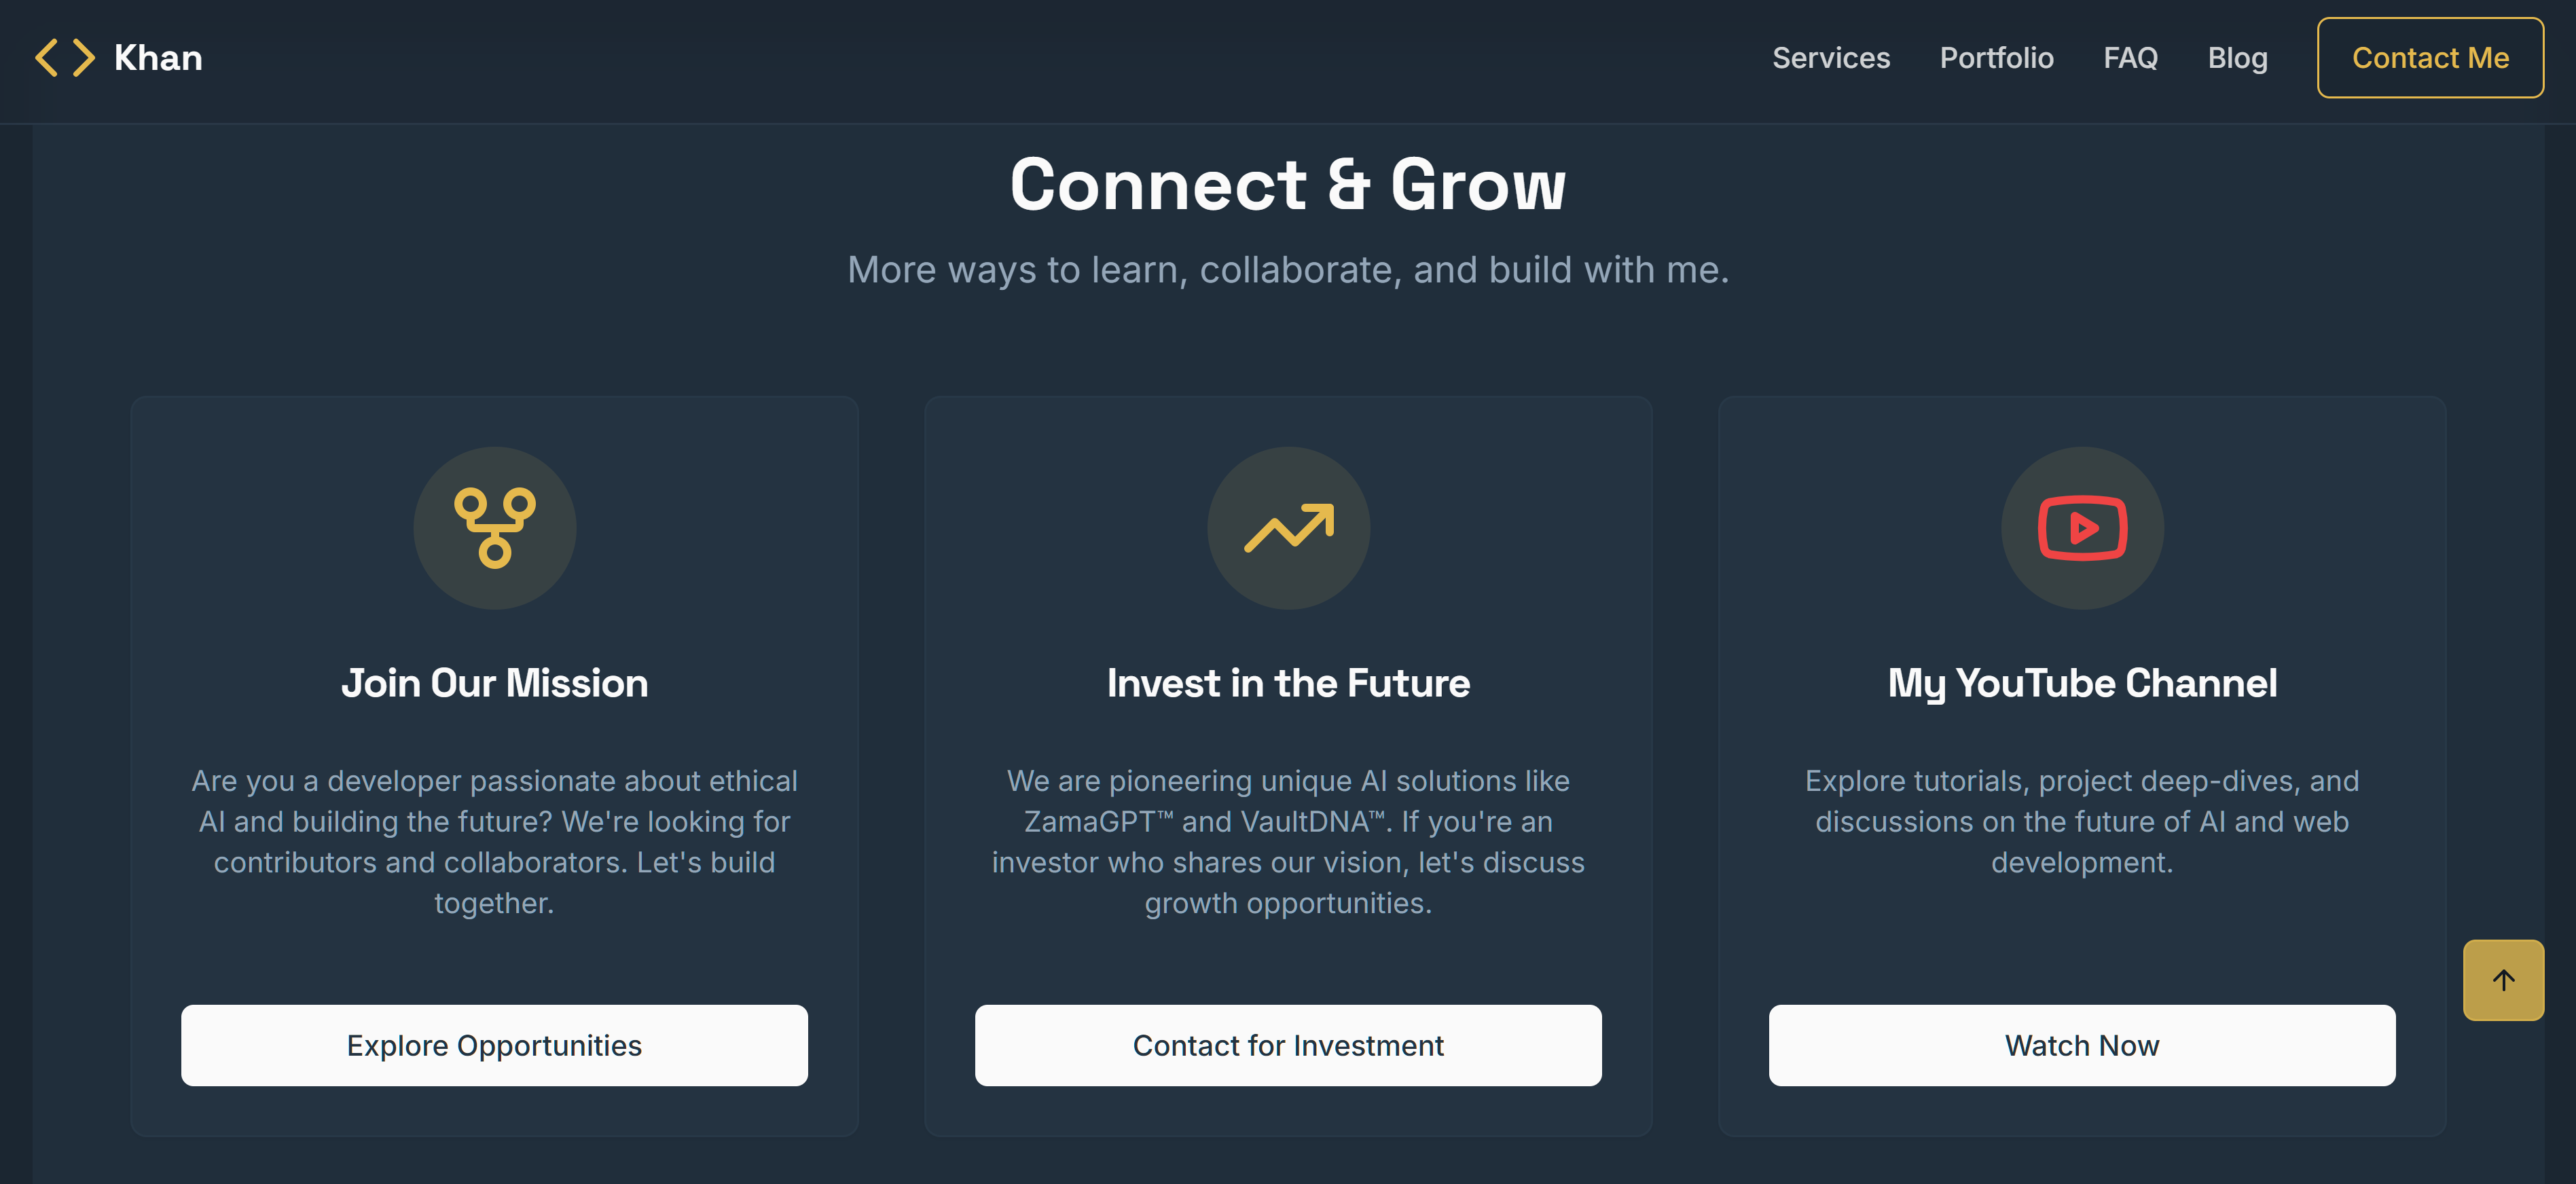 Khan
Services
Portfolio
FAQ
Blog
Contact Me
Connect & Grow
More ways to learn, collaborate, and build with me.
Join Our Mission
Are you a developer passionate about ethical
AI and building the future? We're looking for
contributors and collaborators. Let's build
together.
Explore Opportunities
Invest in the Future
We are pioneering unique AI solutions like
ZamaGPT™ and VaultDNA™. If you're an
investor who shares our vision, let's discuss
growth opportunities.
Contact for Investment
My YouTube Channel
Explore tutorials, project deep-dives, and
discussions on the future of AI and web
development.
Watch Now